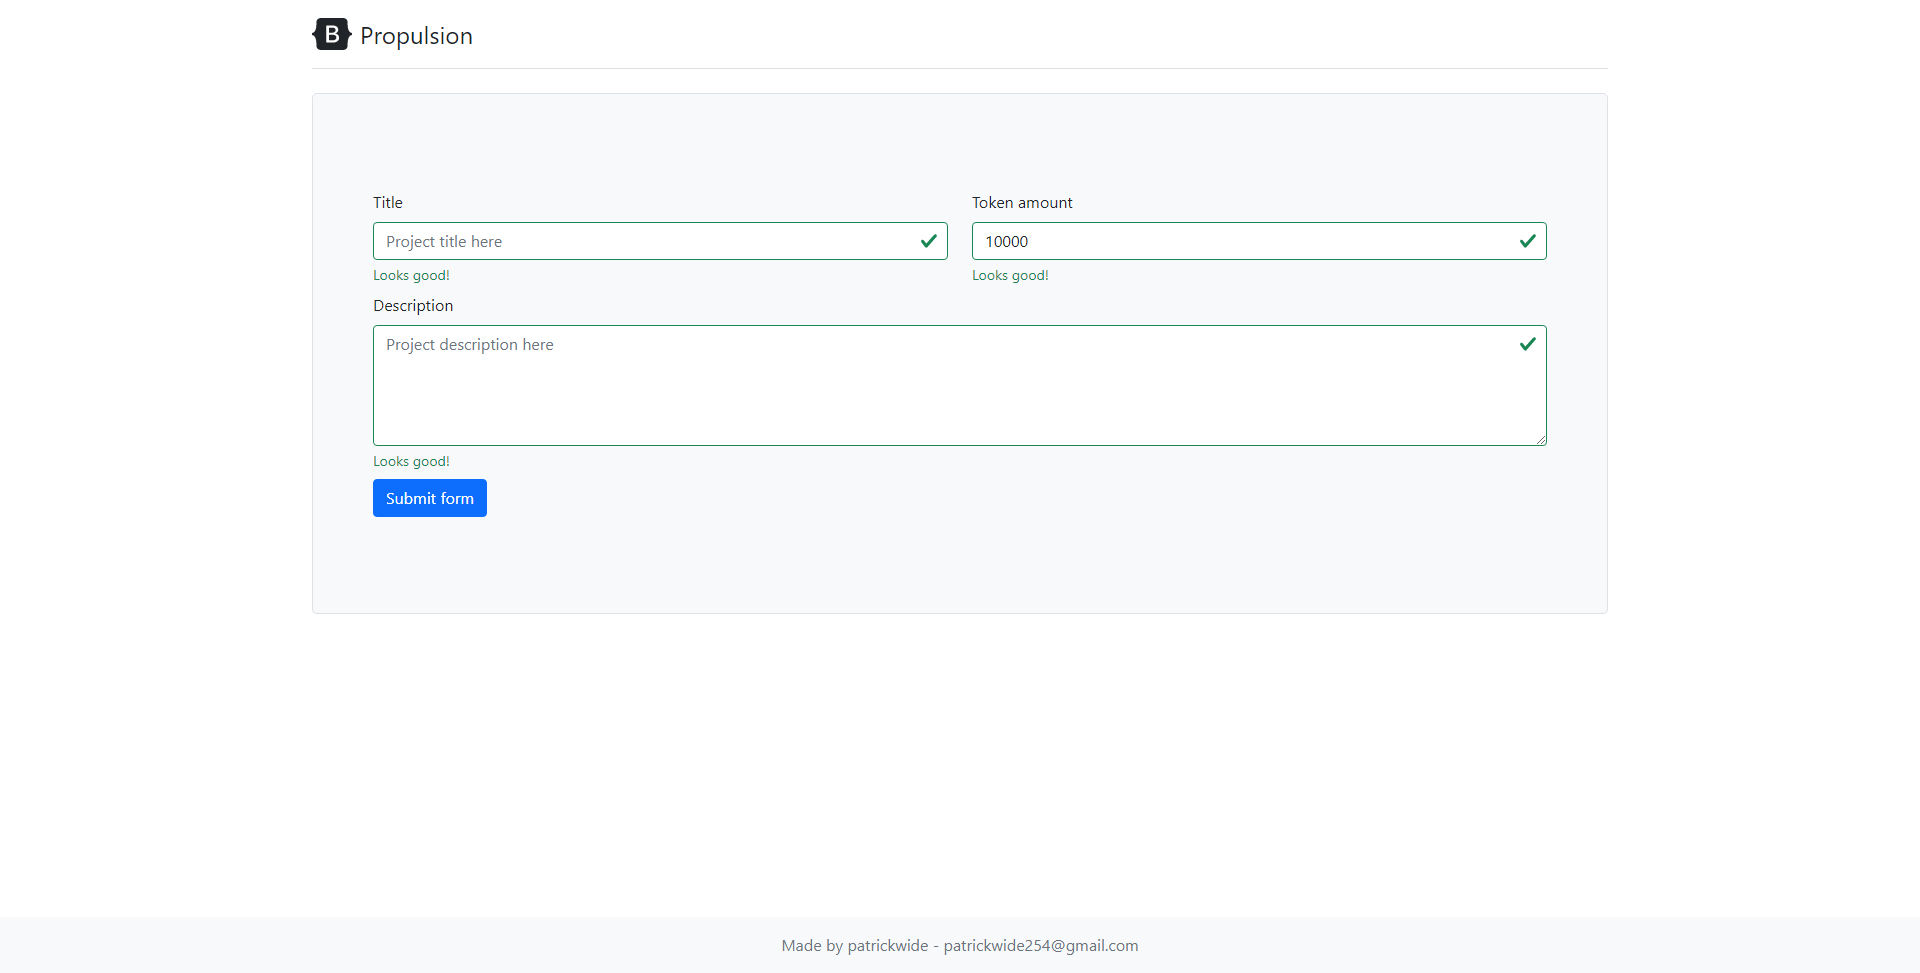 B Propulsion
Title
Project title here
Looks good!
Token amount
10000
Looks good!
Description
Project description here
Looks good!
Submit form
Made by patrickwide - patrickwide254@gmail.com